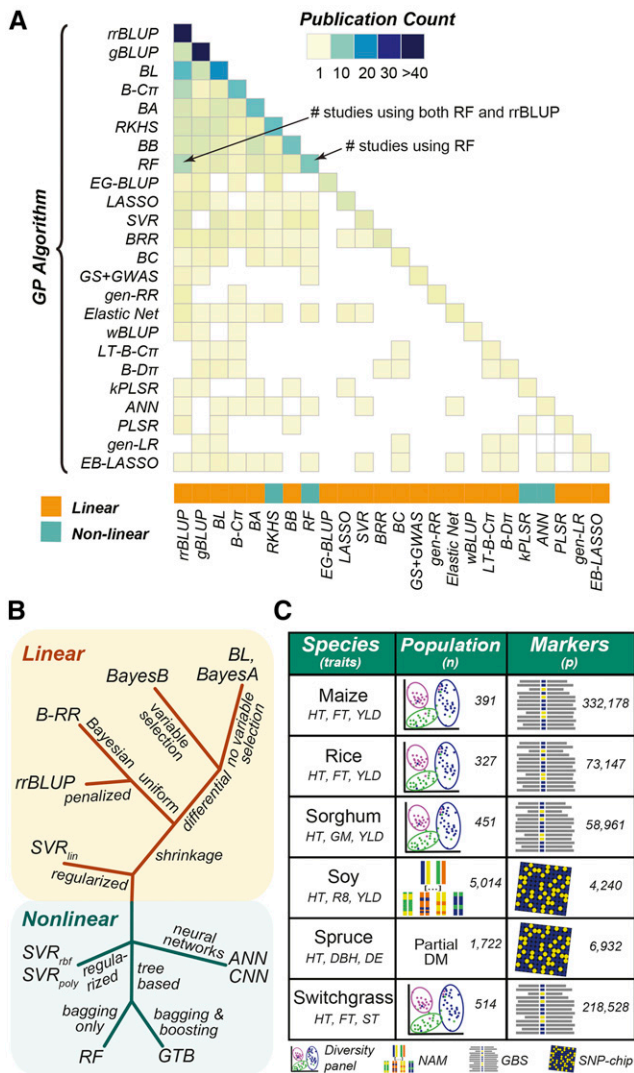 A
Publication Count
1 10 20 30 >40
GP Algorithm
rrBLUP
gBLUP
BL
B-Cπ
BA
RKHS
BB
RF
EG-BLUP
LASSO
SVR
BRR
BC
GS+GWAS
gen-RR
Elastic Net
wBLUP
LT-B-Cπ
B-Dπ
kPLSR
ANN
PLSR
gen-LR
EB-LASSO
# studies using both RF and rrBLUP
# studies using RF
Linear
Non-linear
rrBLUP
gBLUP
BL
B-Cπ
BA
RKHS
BB
RF
EG-BLUP
LASSO
SVR
BRR
BC
GS+GWAS
gen-RR
Elastic Net
wBLUP
LT-B-Cπ
B-Dπ
kPLSR
ANN
PLSR
gen-LR
EB-LASSO
B
Linear
BL,
BayesA
BayesB
variable
selection
no variable
selection
B-RR
Bayesian
uniform
differential
rrBLUP
penalized
shrinkage
SVRlin
regularized
Nonlinear
neural
networks
SVRrbf
SVRpoly
regula-
rized
tree
based
ANN
CNN
bagging
only
bagging &
boosting
RF
GTB
C
Species Population Markers
(traits) (n) (p)
Maize
HT, FT, YLD
391
332,178
Rice
HT, FT, YLD
327
73,147
Sorghum
HT, GM, YLD
451
58,961
Soy
HT, R8, YLD
[...]
5,014
4,240
Spruce
HT, DBH, DE
Partial
DM
1,722
6,932
Switchgrass
HT, FT, ST
514
218,528
Diversity
panel
NAM
GBS
SNP-chip